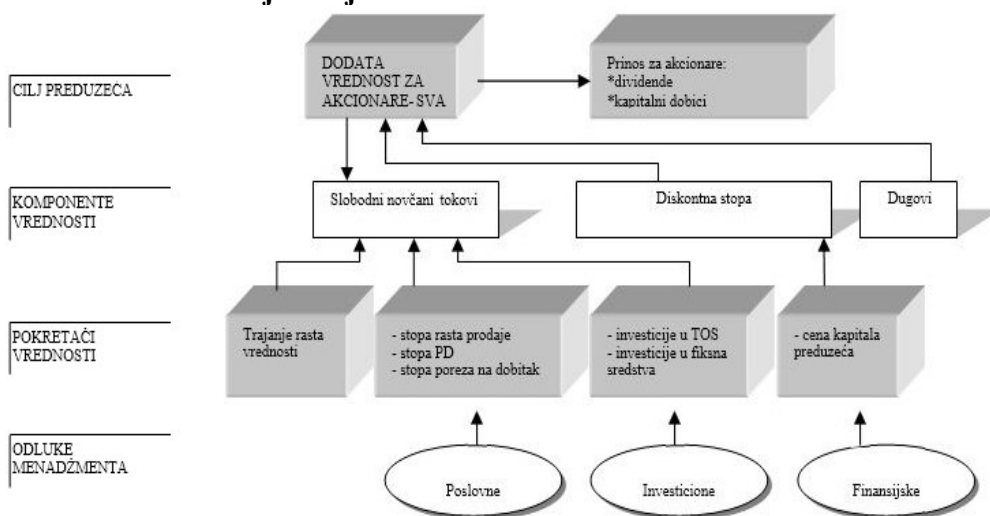 CILJ PREDUZEĆA
DODATA
VREDNOST ZA
AKCIONARE- SVA
Prinos za akcionare:
*dividende
*kapitalni dobici
KOMPONENTE
VREDNOSTI
Slobodni novčani tokovi
Diskontna stopa
Dugovi
POKRETAČI
VREDNOSTI
Trajanje rasta
vrednosti
- stopa rasta prodaje
- stopa PD
- stopa poreza na dobitak
- investicije u TOS
- investicije u fiksna
sredstva
- cena kapitala
preduzeća
ODLUKE
MENADŽMENTA
Poslovne
Investicione
Finansijske